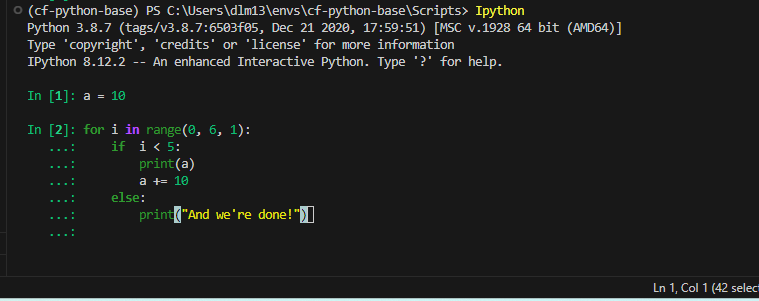 (cf-python-base) PS C:\Users\dlm13\envs\cf-python-base\Scripts> Ipython
Python 3.8.7 (tags/v3.8.7:6503f05, Dec 21 2020, 17:59:51) [MSC v.1928 64 bit (AMD64)]
Type 'copyright', 'credits' or 'license' for more information
IPython 8.12.2 -- An enhanced Interactive Python. Type '?' for help.
In [1]: a = 10
In [2]: for i in range(0, 6, 1):
   ...:     if  i < 5:
   ...:         print(a)
   ...:         a += 10
   ...:     else:
   ...:         print("And we're done!")
   ...:
Ln 1, Col 1 (42 selec